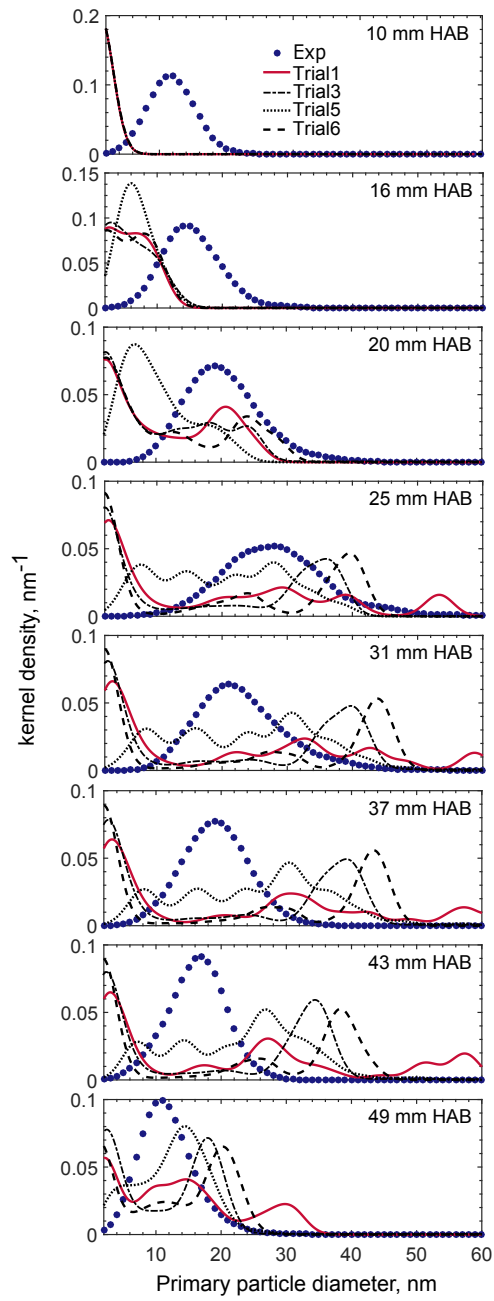 0.2
10 mm HAB
Exp
Trial1
Trial3
Trial5
Trial6
0.1
0
0.15
16 mm HAB
0.1
0.05
0
0.1
20 mm HAB
0.05
0
0.1
25 mm HAB
0.05
0
0.1
31 mm HAB
0.05
0
0.1
37 mm HAB
0.05
0
0.1
43 mm HAB
0.05
0
0.1
49 mm HAB
0.05
0
10 20 30 40 50 60
kernel density, nm⁻¹
Primary particle diameter, nm